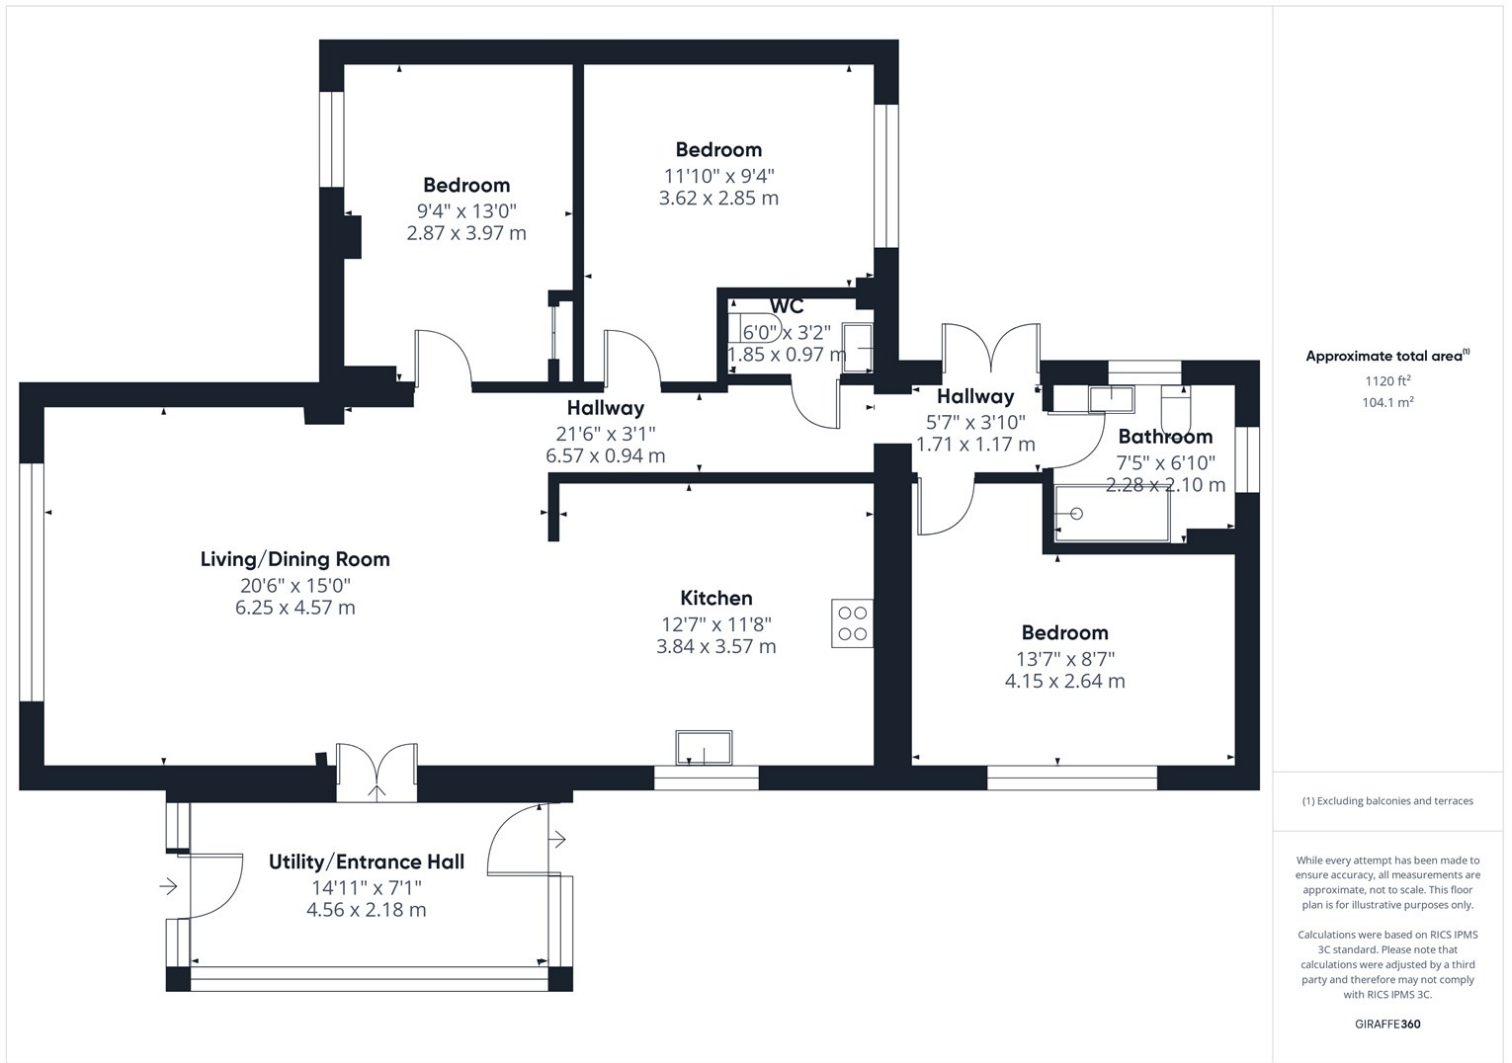 Bedroom
9'4" x 13'0"
2.87 x 3.97 m
Bedroom
11'10" x 9'4"
3.62 x 2.85 m
WC
6'0" x 3'2"
1.85 x 0.97 m
Hallway
21'6" x 3'1"
6.57 x 0.94 m
Hallway
5'7" x 3'10"
1.71 x 1.17 m
Bathroom
7'5" x 6'10"
2.28 x 2.10 m
Living/Dining Room
20'6" x 15'0"
6.25 x 4.57 m
Kitchen
12'7" x 11'8"
3.84 x 3.57 m
Bedroom
13'7" x 8'7"
4.15 x 2.64 m
Utility/Entrance Hall
14'11" x 7'1"
4.56 x 2.18 m
Approximate total area(1)
1120 ft²
104.1 m²
(1) Excluding balconies and terraces
While every attempt has been made to
ensure accuracy, all measurements are
approximate, not to scale. This floor
plan is for illustrative purposes only.
Calculations were based on RICS IPMS
3C standard. Please note that
calculations were adjusted by a third
party and therefore may not comply
with RICS IPMS 3C.
GIRAFFE360